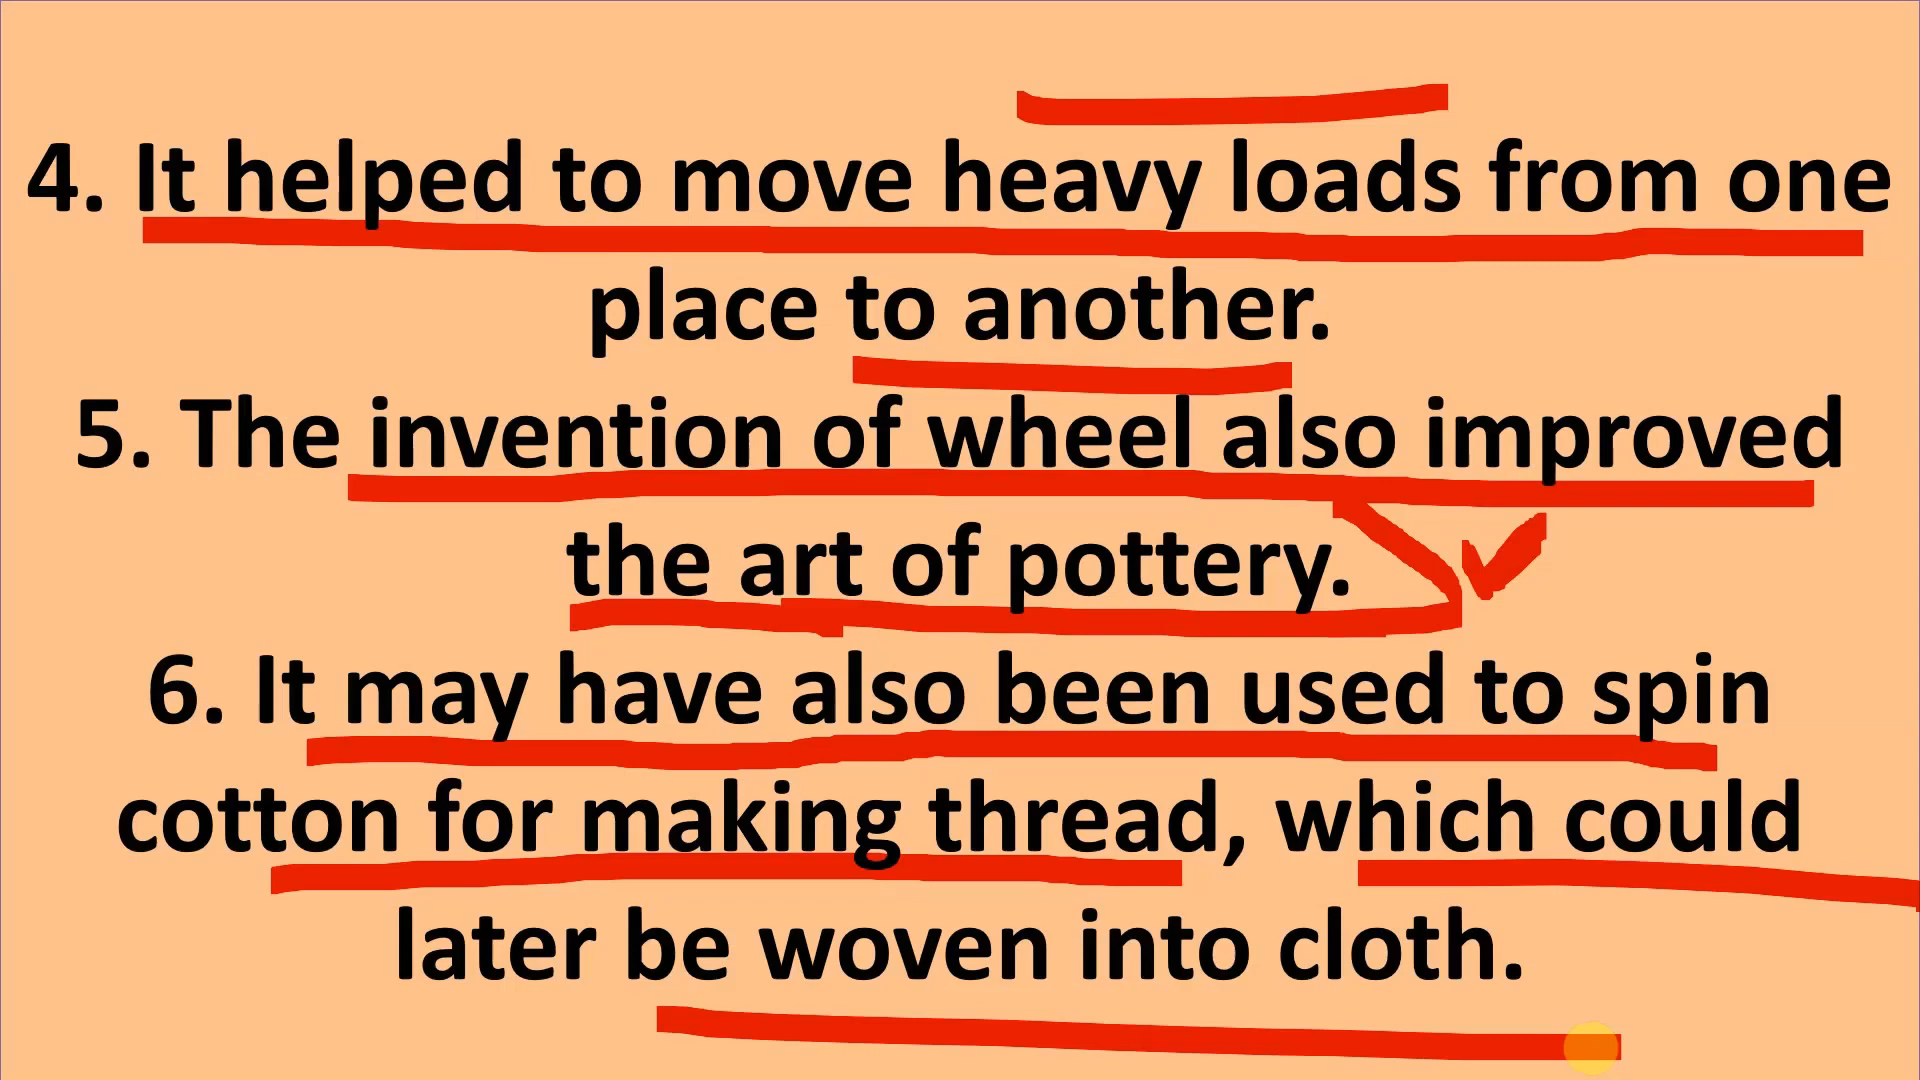 4. It helped to move heavy loads from one
place to another.
5. The invention of wheel also improved
the art of pottery.
6. It may have also been used to spin
cotton for making thread, which could
later be woven into cloth.